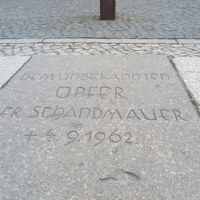 DEM UNBEKANNTEN
OPFER
ER SCHANDMAUER
† 4.9.1962